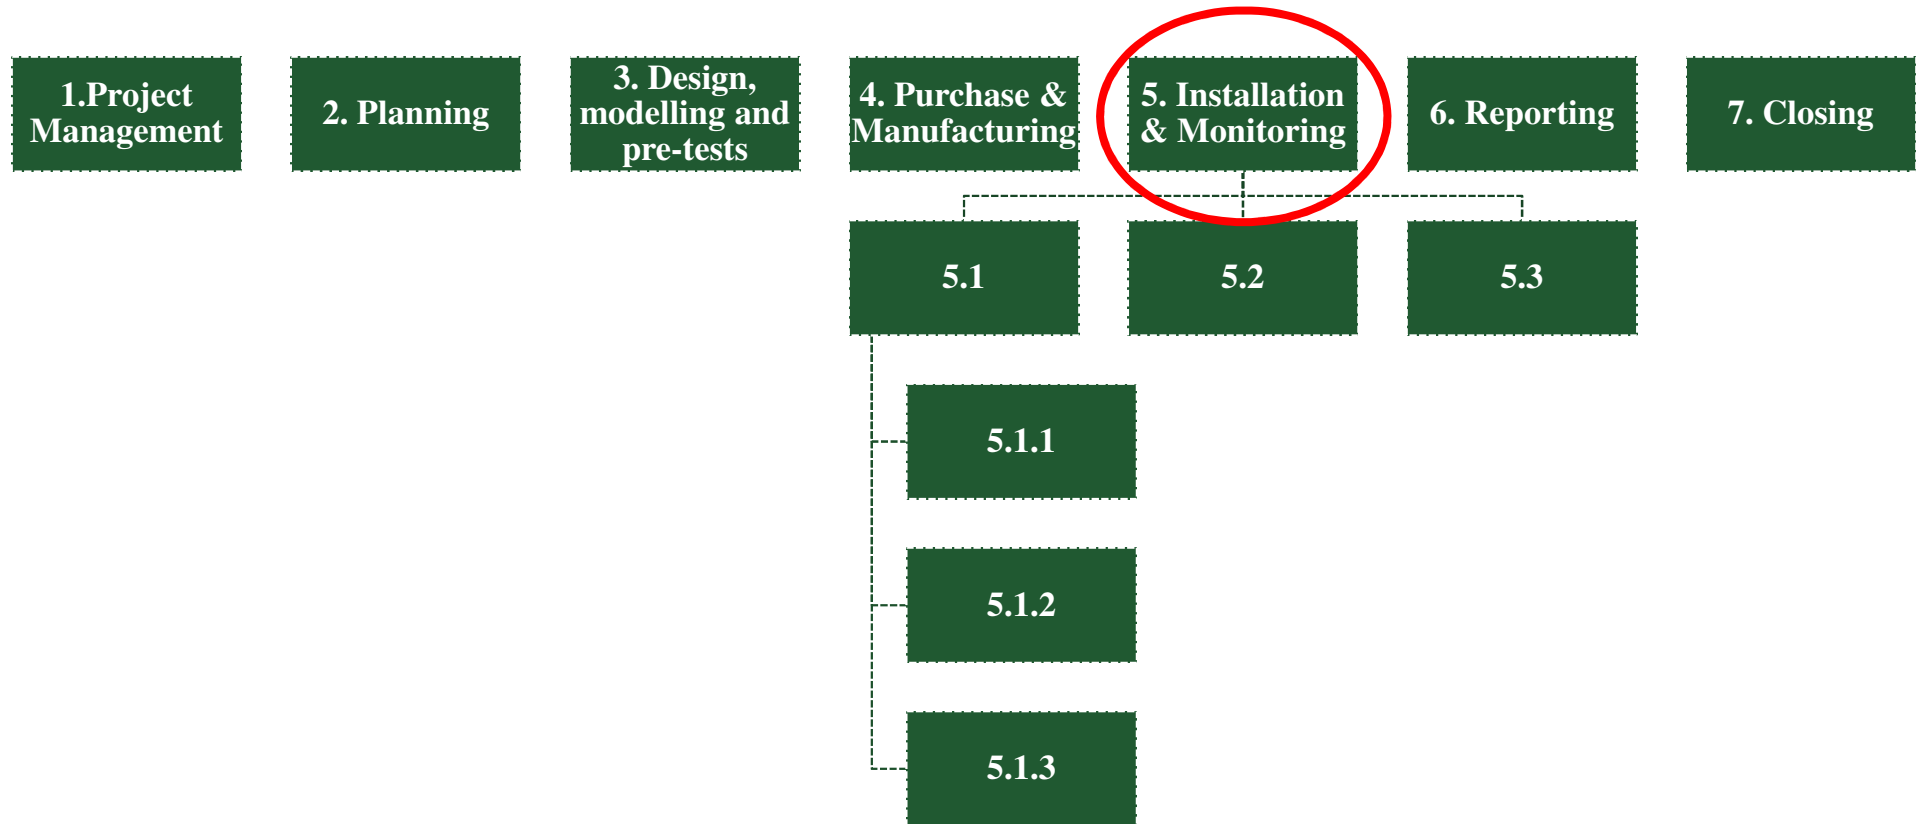 1.Project
Management
2. Planning
3. Design,
modelling and
pre-tests
4. Purchase &
Manufacturing
5. Installation
& Monitoring
6. Reporting
7. Closing
5.1
5.2
5.3
5.1.1
5.1.2
5.1.3